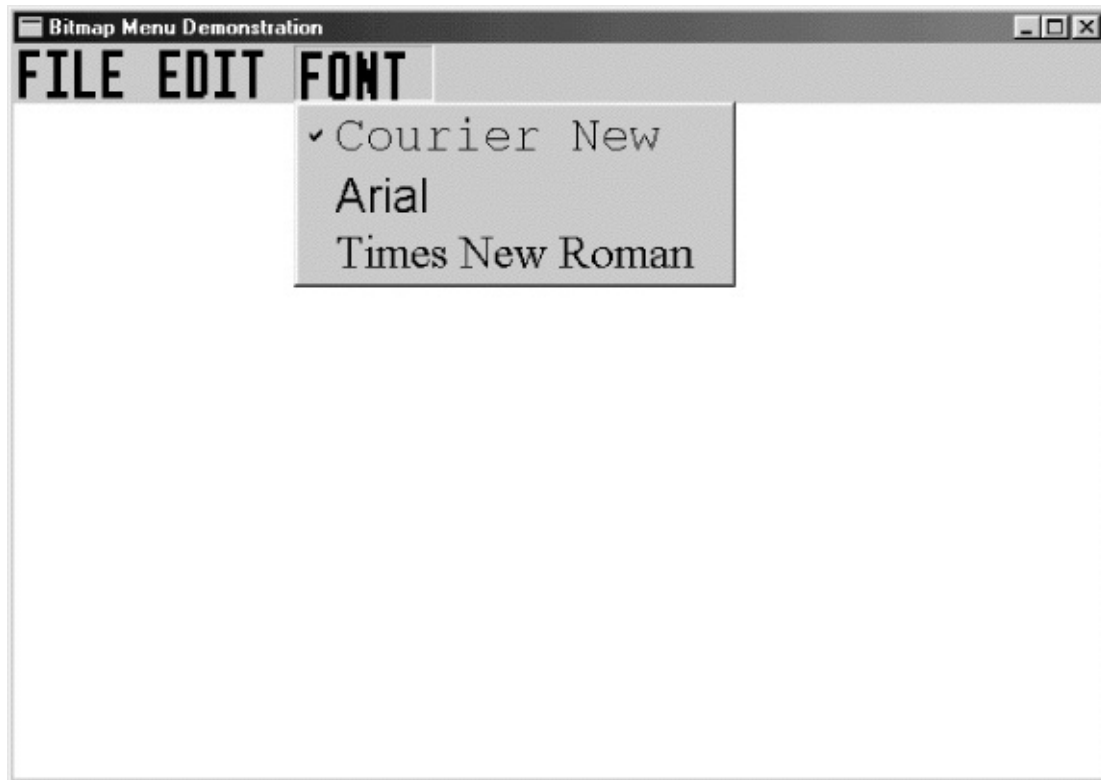 Bitmap Menu Demonstration
FILE EDIT FONT
Courier New
Arial
Times New Roman